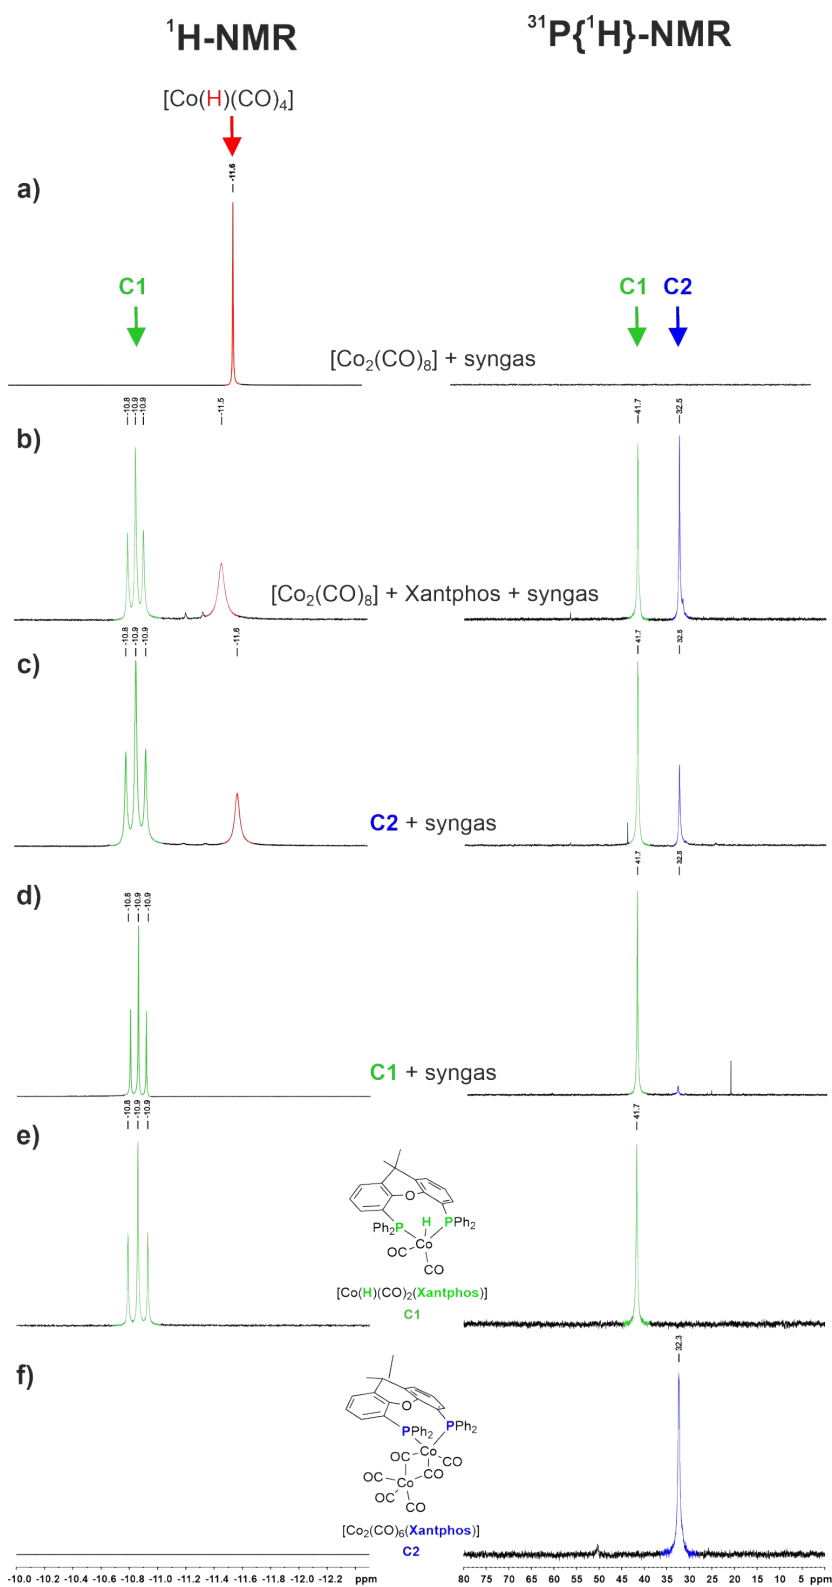 ¹H-NMR
³¹P{¹H}-NMR
[Co(H)(CO)₄]
-11.6
a)
C1
C1
C2
[Co₂(CO)₈] + syngas
-10.8
-10.9
-10.9
-11.5
41.7
32.5
b)
[Co₂(CO)₈] + Xantphos + syngas
-10.8
-10.9
-10.9
-11.6
41.7
32.5
c)
C2 + syngas
41.7
32.5
d)
-10.8
-10.9
-10.9
C1 + syngas
-10.8
-10.9
-10.9
41.7
e)
O
Ph₂P
H
PPh₂
OC
Co
CO
[Co(H)(CO)₂(Xantphos)]
C1
32.3
f)
O
PPh₂
PPh₂
OC
Co
CO
OC
Co
CO
OC
CO
[Co₂(CO)₆(Xantphos)]
C2
-10.0 -10.2 -10.4 -10.6 -10.8 -11.0 -11.2 -11.4 -11.6 -11.8 -12.0 -12.2 ppm
80 75 70 65 60 55 50 45 40 35 30 25 20 15 10 5 ppm